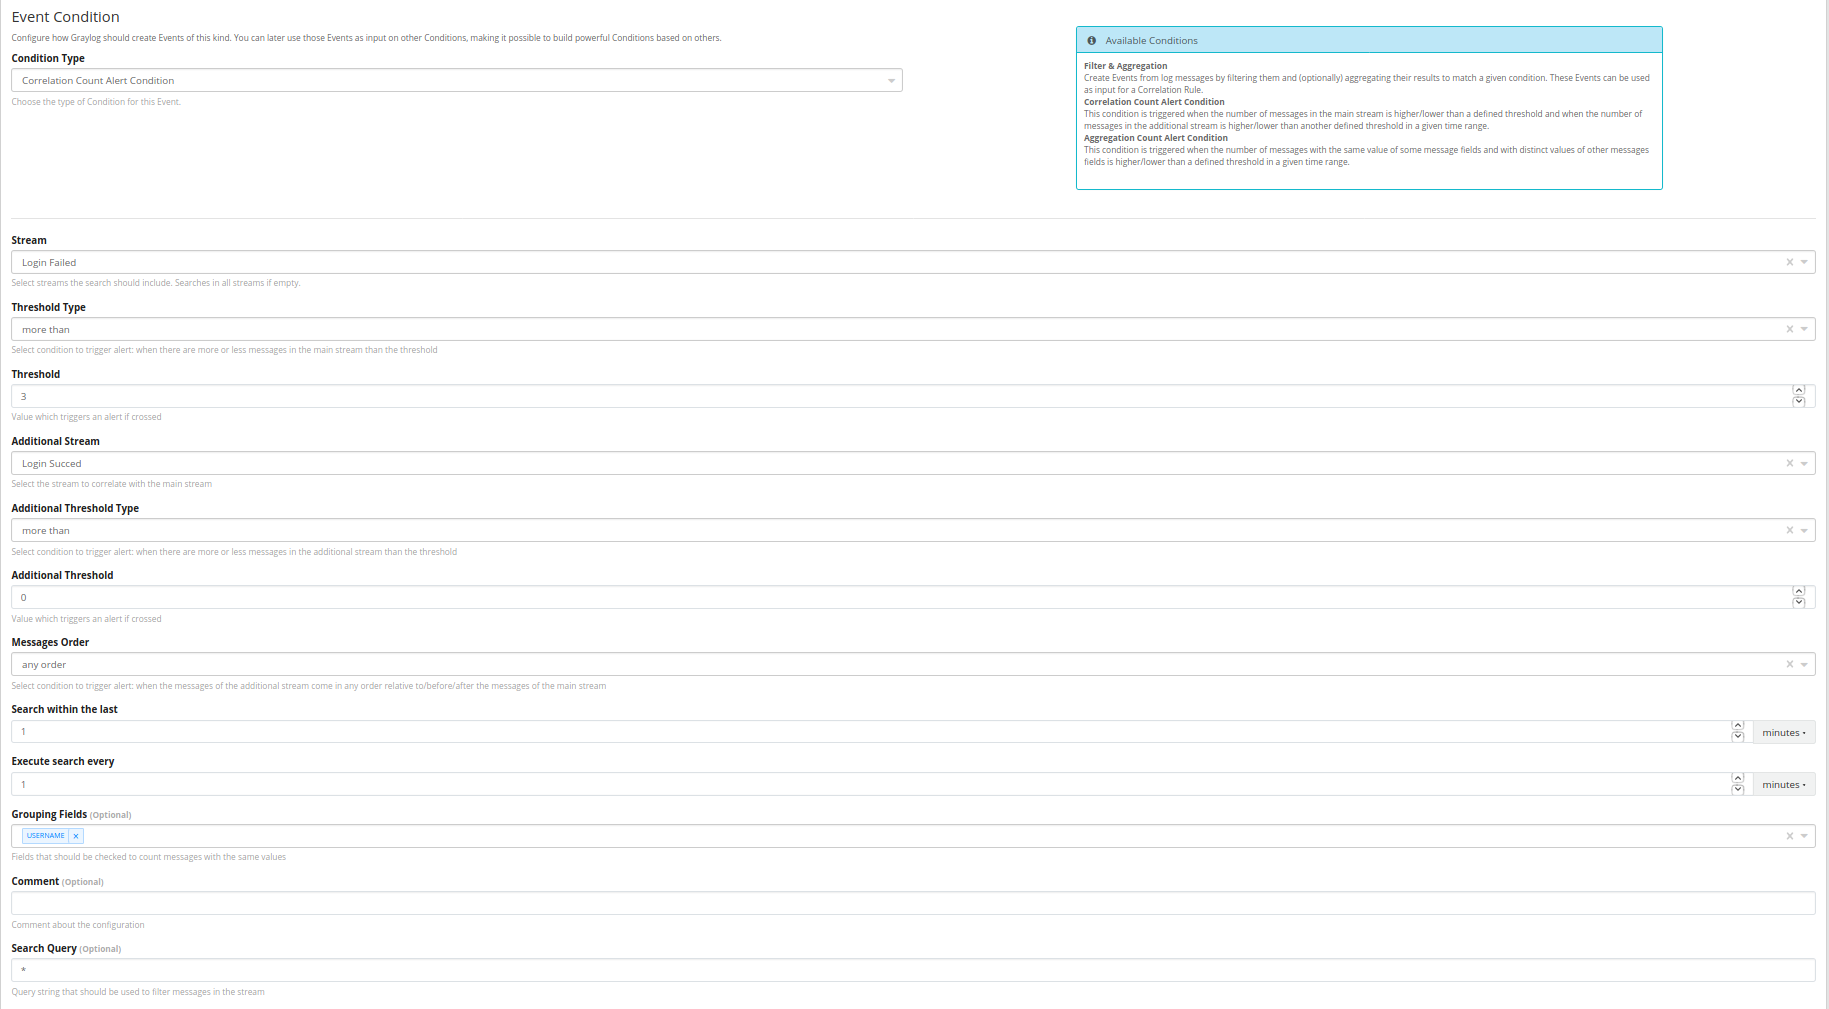 Event Condition
Configure how Graylog should create Events of this kind. You can later use those Events as input on other Conditions, making it possible to build powerful Conditions based on others.
Condition Type
Correlation Count Alert Condition
Choose the type of Condition for this Event.
Available Conditions
Filter & Aggregation
Create Events from log messages by filtering them and (optionally) aggregating their results to match a given condition. These Events can be used
as input for a Correlation Rule.
Correlation Count Alert Condition
This condition is triggered when the number of messages in the main stream is higher/lower than a defined threshold and when the number of
messages in the additional stream is higher/lower than another defined threshold in a given time range.
Aggregation Count Alert Condition
This condition is triggered when the number of messages with the same value of some message fields and with distinct values of other messages
fields is higher/lower than a defined threshold in a given time range.
Stream
Login Failed
Select streams the search should include. Searches in all streams if empty.
Threshold Type
more than
Select condition to trigger alert: when there are more or less messages in the main stream than the threshold
Threshold
3
Value which triggers an alert if crossed
Additional Stream
Login Succed
Select the stream to correlate with the main stream
Additional Threshold Type
more than
Select condition to trigger alert: when there are more or less messages in the additional stream than the threshold
Additional Threshold
0
Value which triggers an alert if crossed
Messages Order
any order
Select condition to trigger alert: when the messages of the additional stream come in any order relative to/before/after the messages of the main stream
Search within the last
1 minutes
Execute search every
1 minutes
Grouping Fields (Optional)
USERNAME ×
Fields that should be checked to count messages with the same values
Comment (Optional)
Comment about the configuration
Search Query (Optional)
*
Query string that should be used to filter messages in the stream